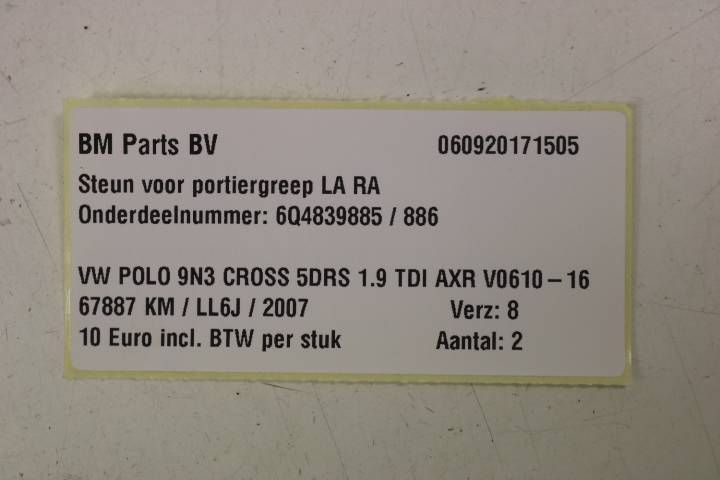 BM Parts BV 060920171505
Steun voor portiergreep LA RA
Onderdeelnummer: 6Q4839885 / 886
VW POLO 9N3 CROSS 5DRS 1.9 TDI AXR V0610 – 16
67887 KM / LL6J / 2007 Verz: 8
10 Euro incl. BTW per stuk Aantal: 2